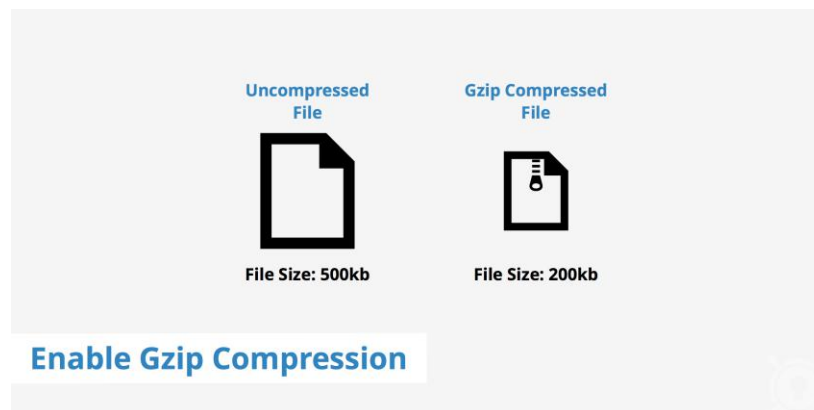 Uncompressed
File
Gzip Compressed
File
File Size: 500kb
File Size: 200kb
Enable Gzip Compression